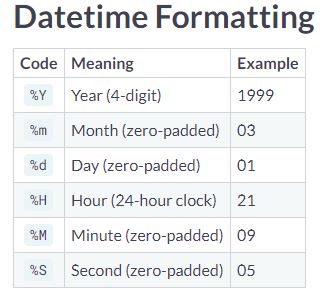 Datetime Formatting
Code Meaning Example
%Y Year (4-digit) 1999
%m Month (zero-padded) 03
%d Day (zero-padded) 01
%H Hour (24-hour clock) 21
%M Minute (zero-padded) 09
%S Second (zero-padded) 05